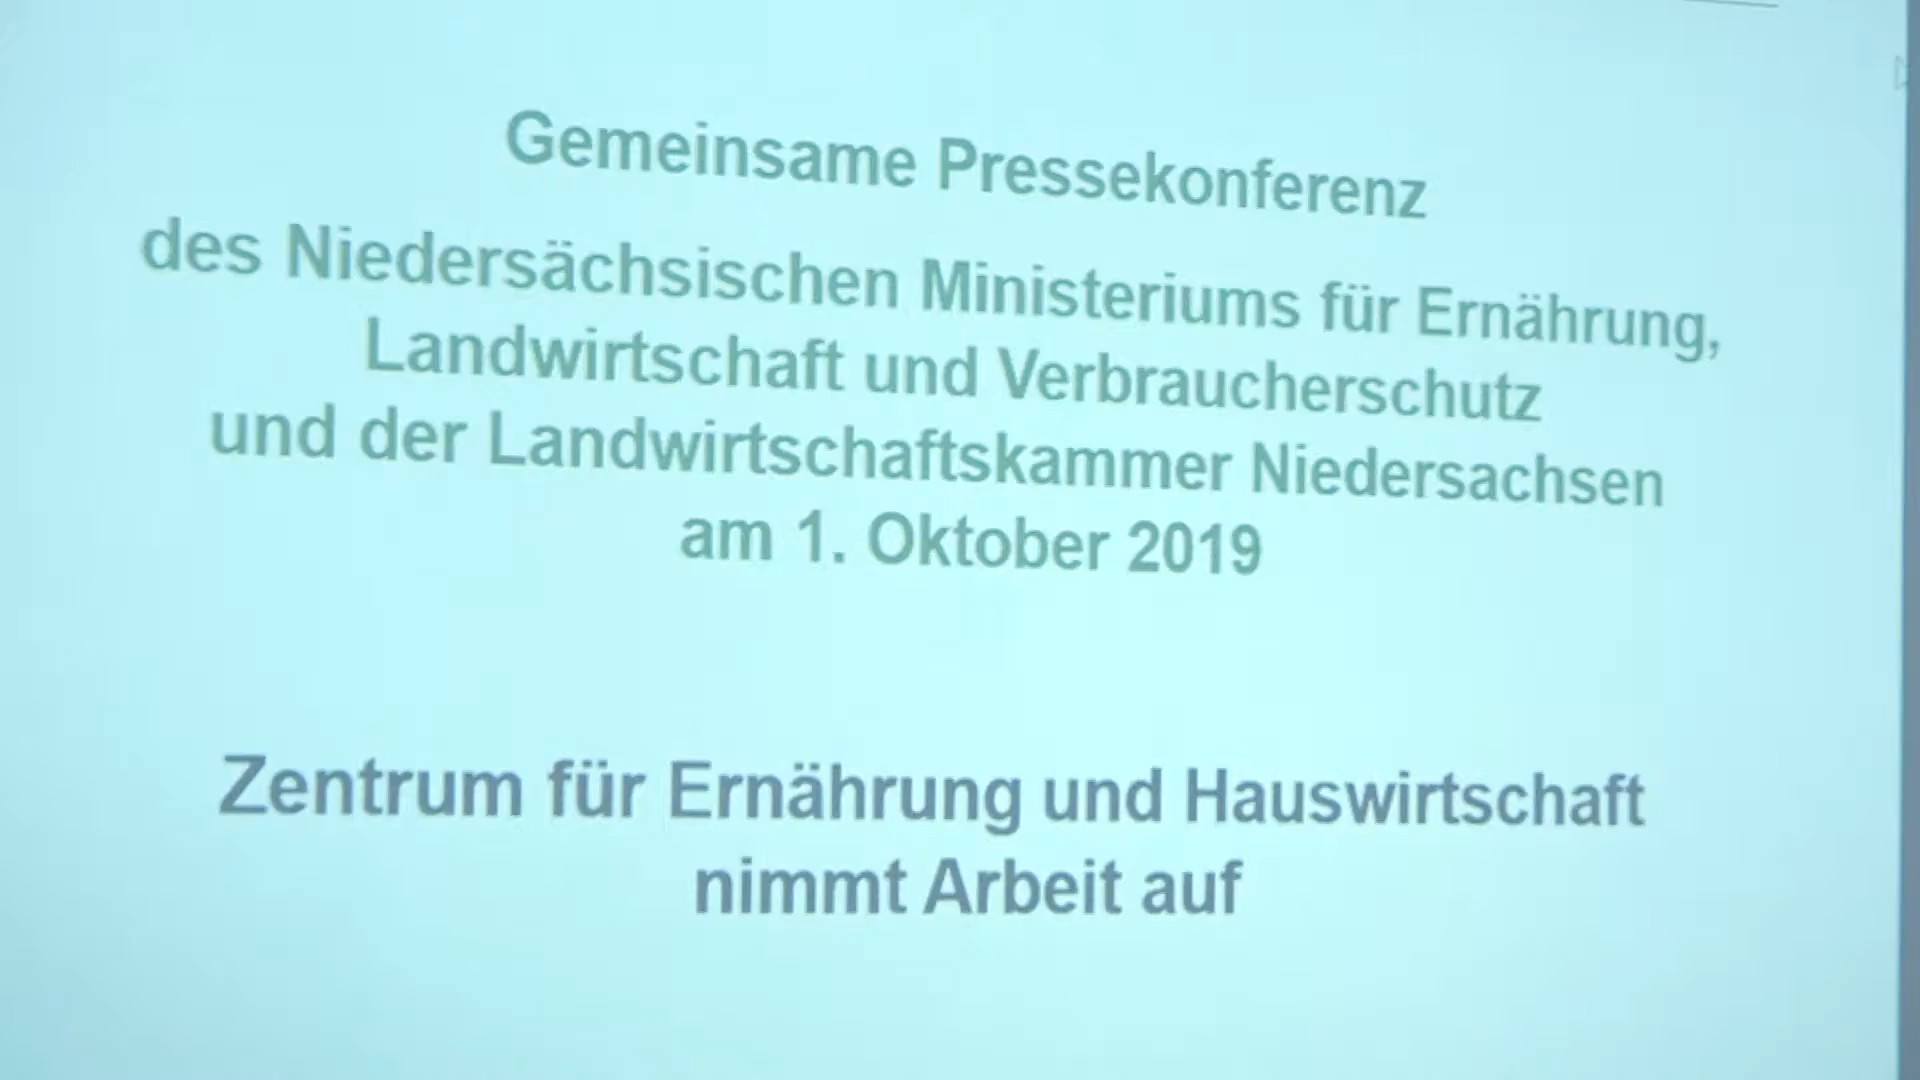 Gemeinsame Pressekonferenz
des Niedersächsischen Ministeriums für Ernährung,
Landwirtschaft und Verbraucherschutz
und der Landwirtschaftskammer Niedersachsen
am 1. Oktober 2019
Zentrum für Ernährung und Hauswirtschaft
nimmt Arbeit auf